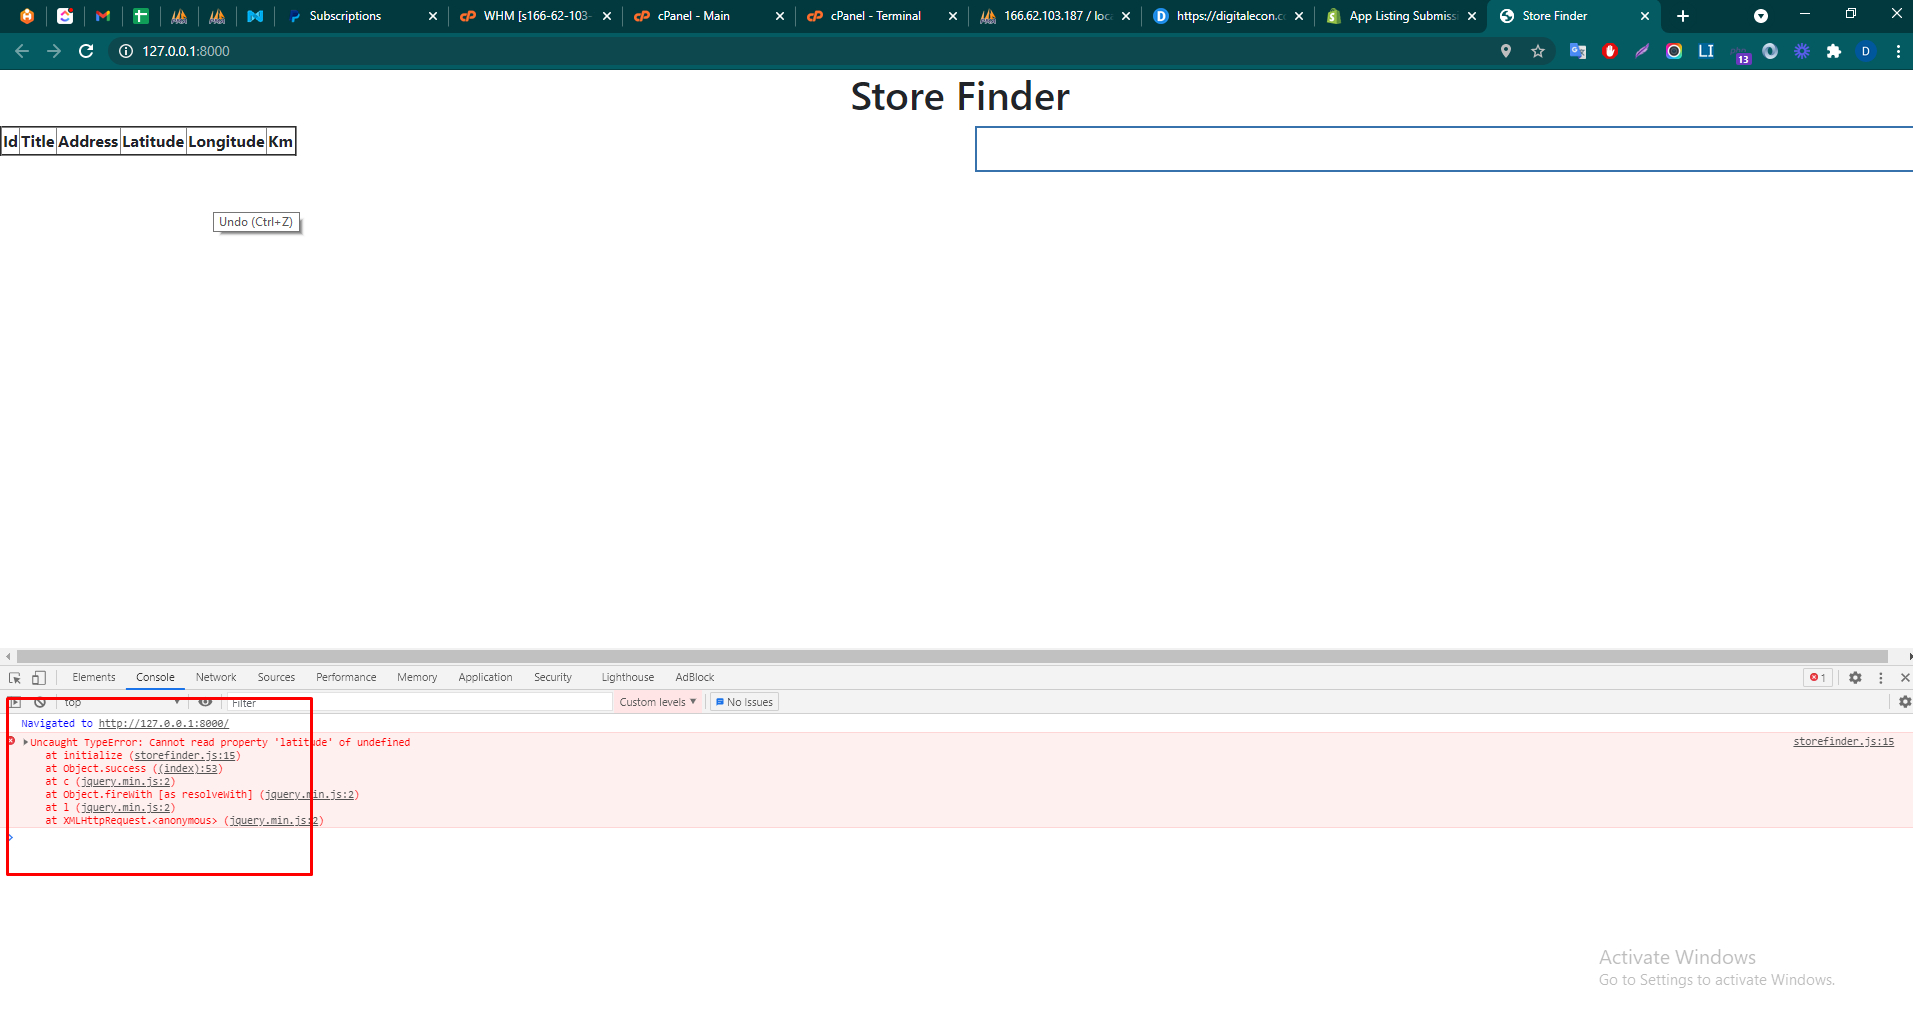 Subscriptions
WHM [s166-62-103-
cPanel - Main
cPanel - Terminal
166.62.103.187 / loca
https://digitalecon.c
App Listing Submiss
Store Finder
127.0.0.1:8000
LI
13
D
Store Finder
Id Title Address Latitude Longitude Km
Undo (Ctrl+Z)
Elements Console Network Sources Performance Memory Application Security Lighthouse AdBlock 1
top Filter Custom levels No Issues
Navigated to http://127.0.0.1:8000/
Uncaught TypeError: Cannot read property 'latitude' of undefined storefinder.js:15
at initialize (storefinder.js:15)
at Object.success ((index):53)
at c (jquery.min.js:2)
at Object.fireWith [as resolveWith] (jquery.min.js:2)
at l (jquery.min.js:2)
at XMLHttpRequest.<anonymous> (jquery.min.js:2)
Activate Windows
Go to Settings to activate Windows.